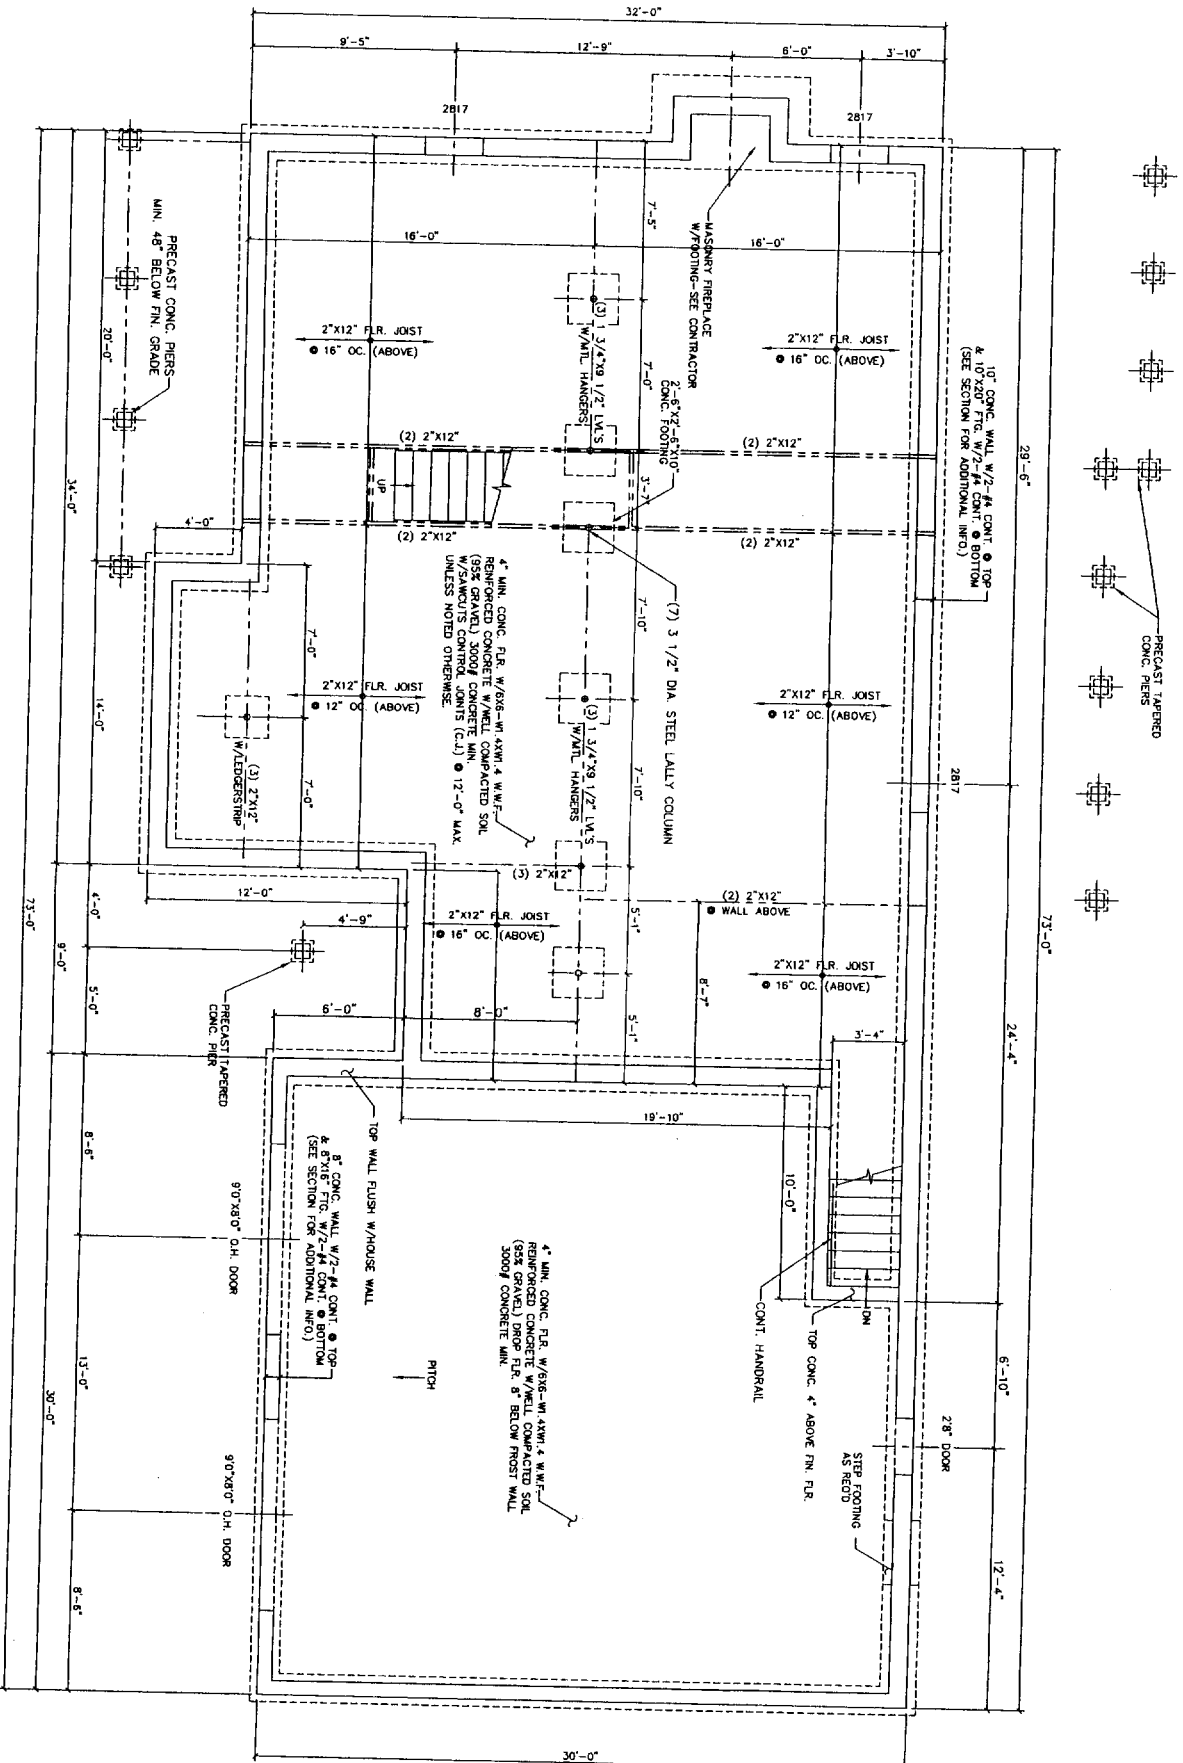 32'-0"
9'-5"
12'-9"
6'-0"
3'-10"
2817
2817
MASONRY FIREPLACE
W/FOOTING-SEE CONTRACTOR
7'-5"
16'-0"
16'-0"
PRECAST CONC. PIERS
MIN. 48" BELOW FIN. GRADE
20'-0"
(3) 1 3/4"X9 1/2" LVL'S
W/MTL HANGERS
7'-0"
2"X12" FLR. JOIST
@ 16" OC. (ABOVE)
2"X12" FLR. JOIST
@ 16" OC. (ABOVE)
10" CONC. WALL W/2-#4 CONT. @ TOP
& 10"X20" FTG. W/2-#4 CONT. @ BOTTOM
(SEE SECTION FOR ADDITIONAL INFO.)
29'-6"
2'-6"X2'-6"X10"
CONC. FOOTING
(2) 2"X12"
(2) 2"X12"
UP
3'-7"
(2) 2"X12"
(2) 2"X12"
34'-0"
4'-0"
4" MIN. CONC. FLR. W/6X6-W1.4XW1.4 W.W.F.
REINFORCED CONCRETE W/WELL COMPACTED SOIL
(95% GRAVEL) 3000# CONCRETE MIN.
W/SAWCUTS CONTROL JOINTS (C.J.) @ 12'-0" MAX.
UNLESS NOTED OTHERWISE.
(7) 3 1/2" DIA. STEEL LALLY COLUMN
PRECAST TAPERED
CONC. PIERS
7'-0"
7'-10"
14'-0"
2"X12" FLR. JOIST
@ 12" OC. (ABOVE)
2"X12" FLR. JOIST
@ 12" OC. (ABOVE)
(3) 1 3/4"X9 1/2" LVL'S
W/MTL HANGERS
(3) 2"X12"
W/LEDGERSTRIP
7'-0"
7'-10"
2817
(3) 2"X12"
12'-0"
(2) 2"X12"
@ WALL ABOVE
73'-0"
73'-0"
4'-0"
4'-9"
2"X12" FLR. JOIST
@ 16" OC. (ABOVE)
5'-1"
9'-0"
2"X12" FLR. JOIST
@ 16" OC. (ABOVE)
8'-7"
5'-0"
PRECAST TAPERED
CONC. PIER
6'-0"
8'-0"
5'-1"
3'-4"
24'-4"
19'-10"
TOP WALL FLUSH W/HOUSE WALL
8'-6"
8" CONC. WALL W/2-#4 CONT. @ TOP
& 8"X16" FTG. W/2-#4 CONT. @ BOTTOM
(SEE SECTION FOR ADDITIONAL INFO.)
10'-0"
9'0"X8'0" O.H. DOOR
DN
CONT. HANDRAIL
TOP CONC. 4" ABOVE FIN. FLR.
4" MIN. CONC. FLR. W/6X6-W1.4XW1.4 W.W.F.
REINFORCED CONCRETE W/WELL COMPACTED SOIL
(95% GRAVEL) DROP FLR. 8" BELOW FROST WALL
3000# CONCRETE MIN.
6'-10"
PITCH
13'-0"
30'-0"
2'8" DOOR
STEP FOOTING
AS REQ'D
9'0"X8'0" O.H. DOOR
12'-4"
8'-6"
30'-0"